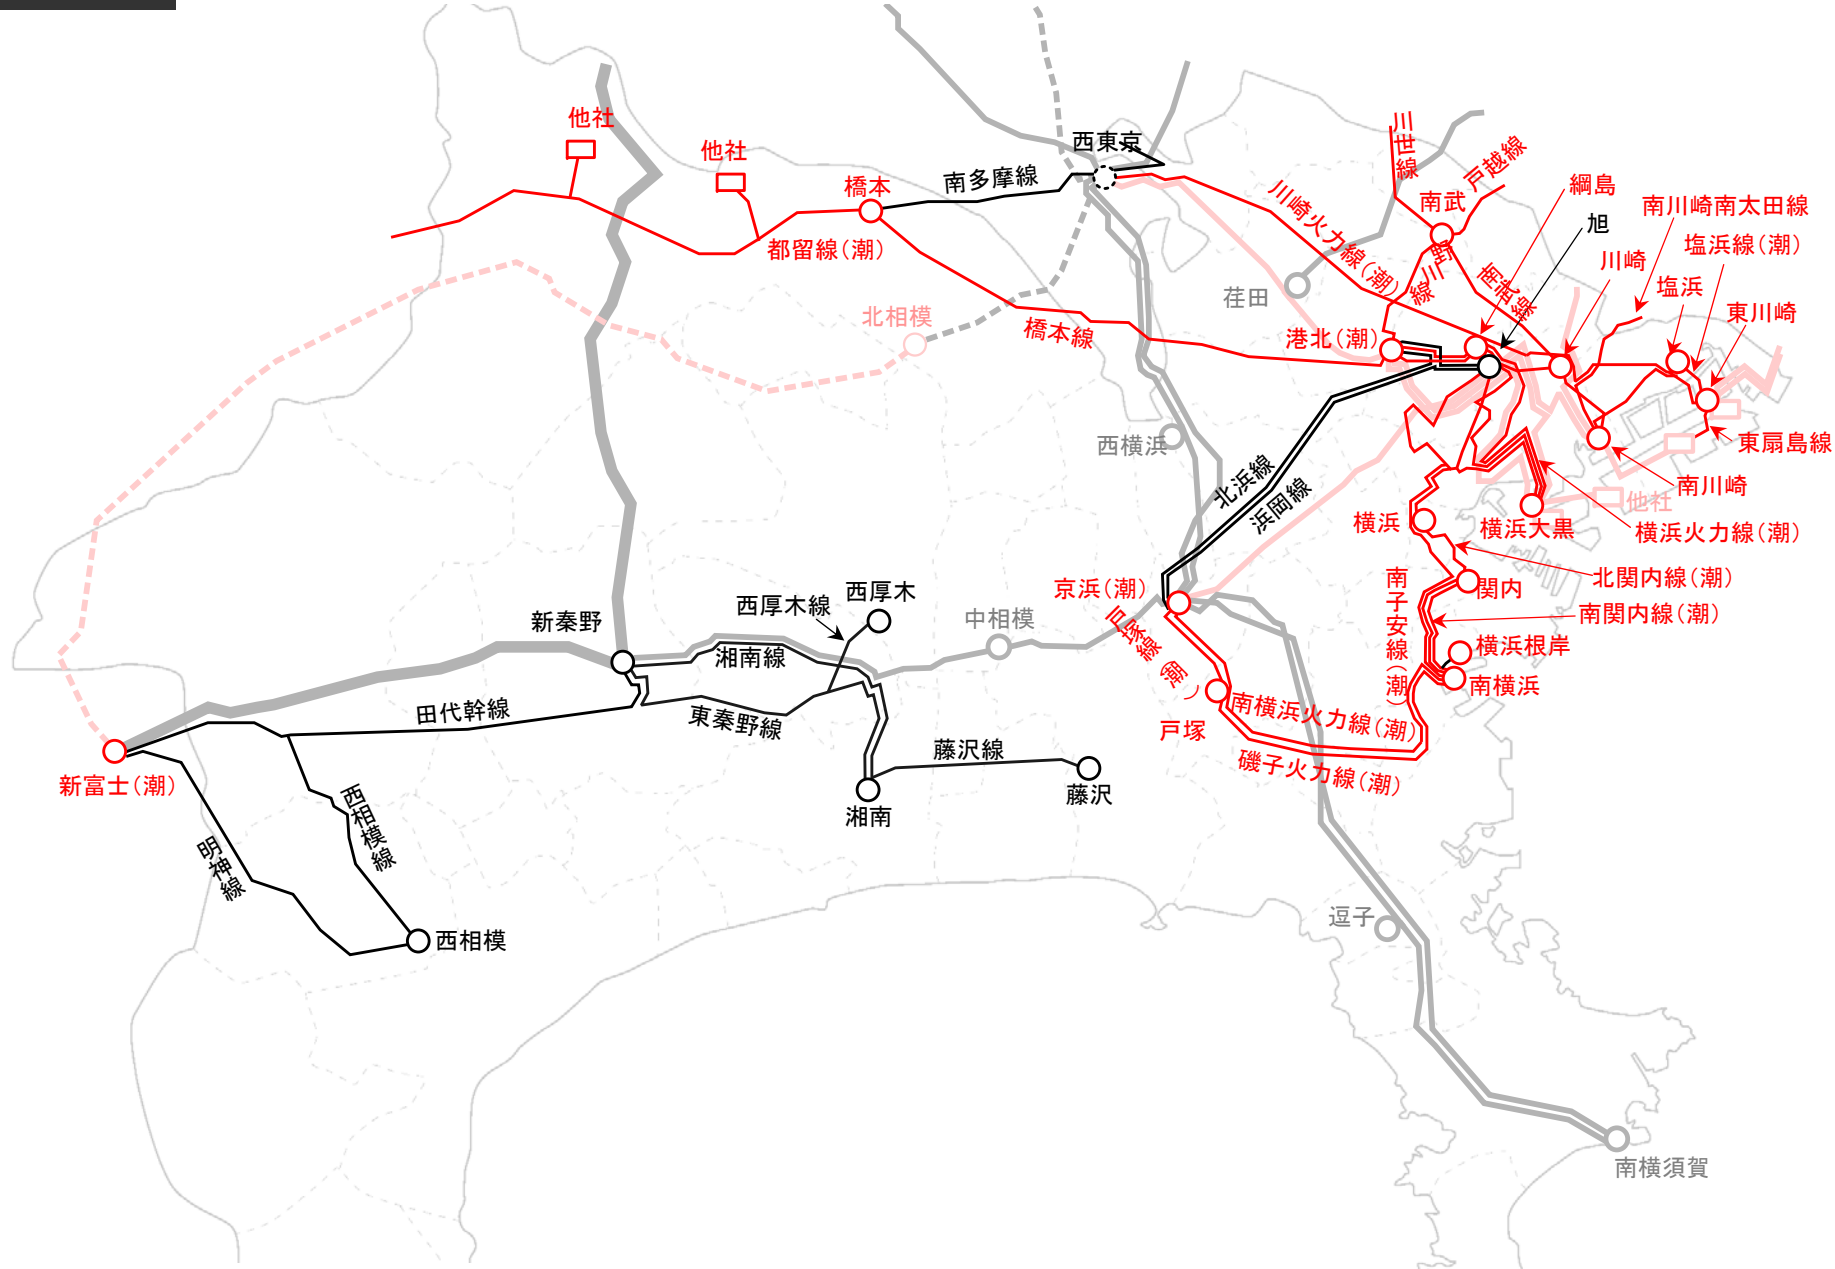 他社
他社
橋本
西東京
南多摩線
都留線(潮)
川世線
戸越線
南武
綱島
旭
南川崎南太田線
塩浜線(潮)
川崎
塩浜
東川崎
川崎火力線(潮)
川野線
南武線
荏田
北相模
橋本線
港北(潮)
西横浜
東扇島線
北浜線
浜岡線
南川崎
他社
横浜
横浜大黒
横浜火力線(潮)
京浜(潮)
南子安線(潮)
関内
北関内線(潮)
南関内線(潮)
西厚木線
西厚木
中相模
戸塚線(潮)
新秦野
湘南線
横浜根岸
南横浜
田代幹線
東秦野線
南横浜火力線(潮)
戸塚
藤沢線
磯子火力線(潮)
新富士(潮)
西相模線
藤沢
湘南
明神線
逗子
西相模
南横須賀